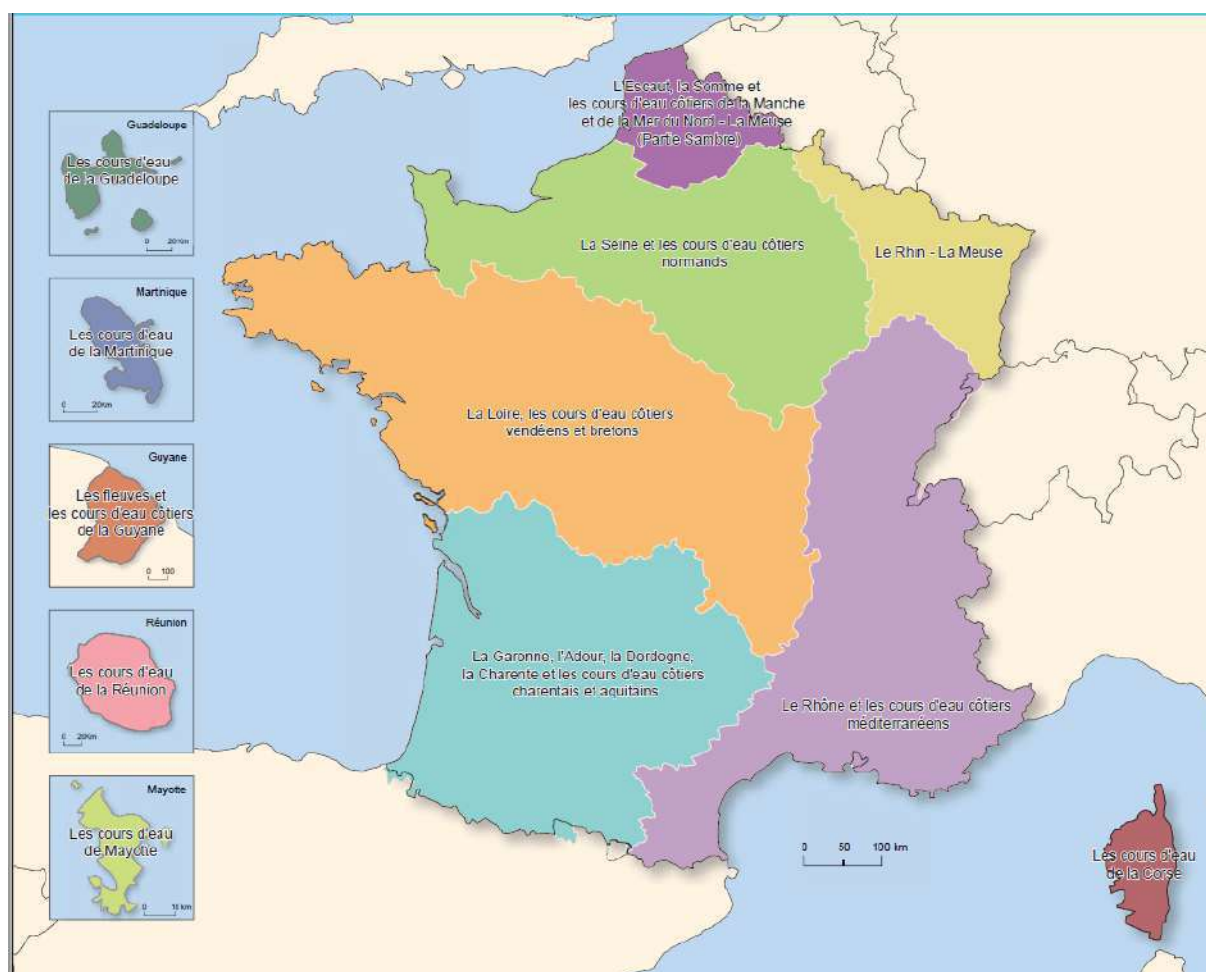 L'Escaut, la Somme et
les cours d'eau côtiers de la Manche
et de la Mer du Nord - La Meuse
(Partie Sambre)
Guadeloupe
Les cours d'eau
de la Guadeloupe
0 20Km
La Seine et les cours d'eau côtiers
normands
Le Rhin - La Meuse
Martinique
Les cours d'eau
de la Martinique
0 20Km
La Loire, les cours d'eau côtiers
vendéens et bretons
Guyane
Les fleuves et
les cours d'eau côtiers
de la Guyane
0 100
Réunion
Les cours d'eau
de la Réunion
0 20Km
La Garonne, l'Adour, la Dordogne,
la Charente et les cours d'eau côtiers
charentais et aquitains
Le Rhône et les cours d'eau côtiers
méditerranéens
Mayotte
Les cours d'eau
de Mayotte
0 15 km
0 50 100 km
Les cours d'eau
de la Corse